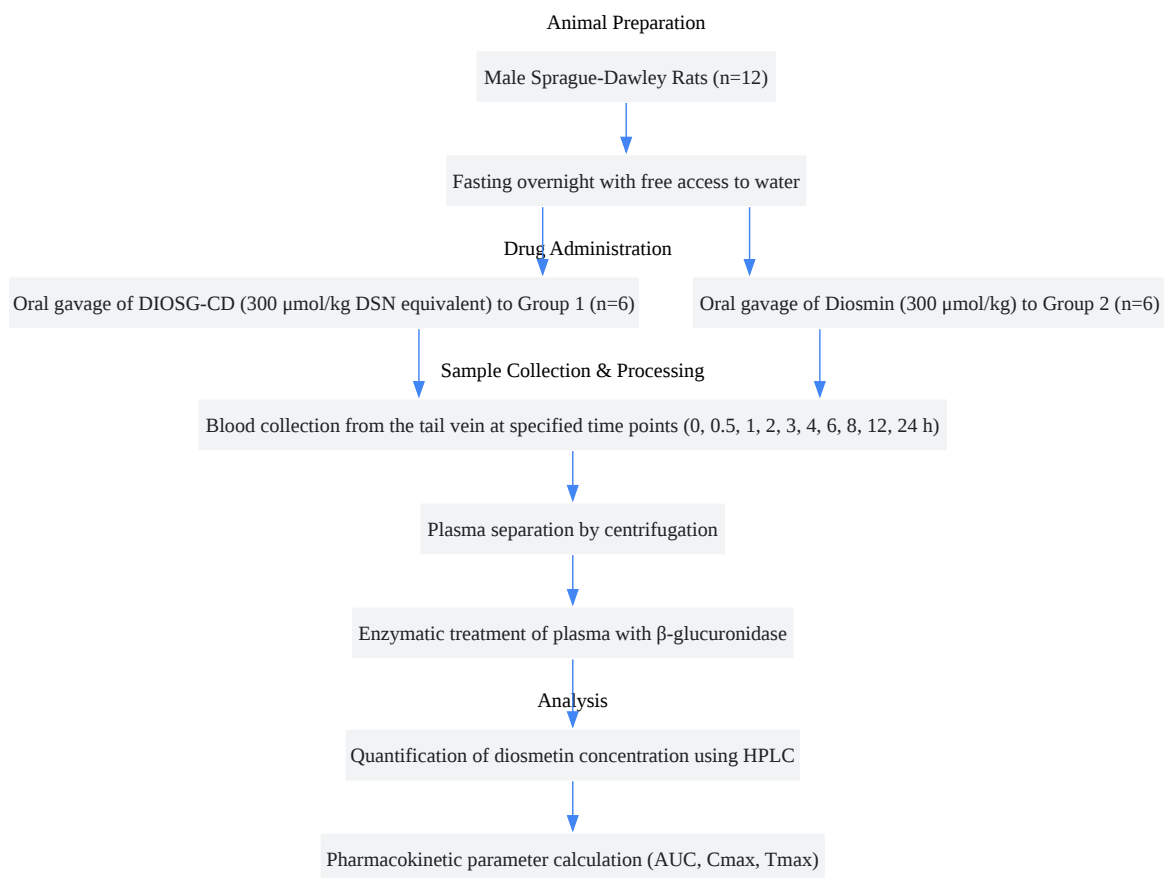 Animal Preparation
Male Sprague-Dawley Rats (n=12)
Fasting overnight with free access to water
Drug Administration
Oral gavage of DIOSG-CD (300 μmol/kg DSN equivalent) to Group 1 (n=6)
Oral gavage of Diosmin (300 μmol/kg) to Group 2 (n=6)
Sample Collection & Processing
Blood collection from the tail vein at specified time points (0, 0.5, 1, 2, 3, 4, 6, 8, 12, 24 h)
Plasma separation by centrifugation
Enzymatic treatment of plasma with β-glucuronidase
Analysis
Quantification of diosmetin concentration using HPLC
Pharmacokinetic parameter calculation (AUC, Cmax, Tmax)